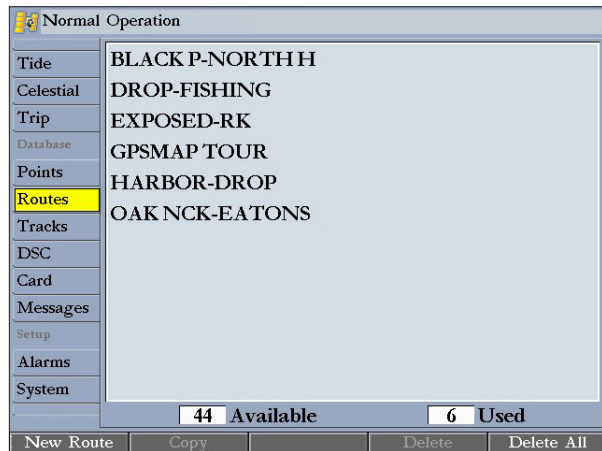 Normal Operation
Tide
Celestial
Trip
Database
Points
Routes
Tracks
DSC
Card
Messages
Setup
Alarms
System
BLACK P-NORTH H
DROP-FISHING
EXPOSED-RK
GPSMAP TOUR
HARBOR-DROP
OAK NCK-EATONS
44 Available 6 Used
New Route Copy Delete Delete All